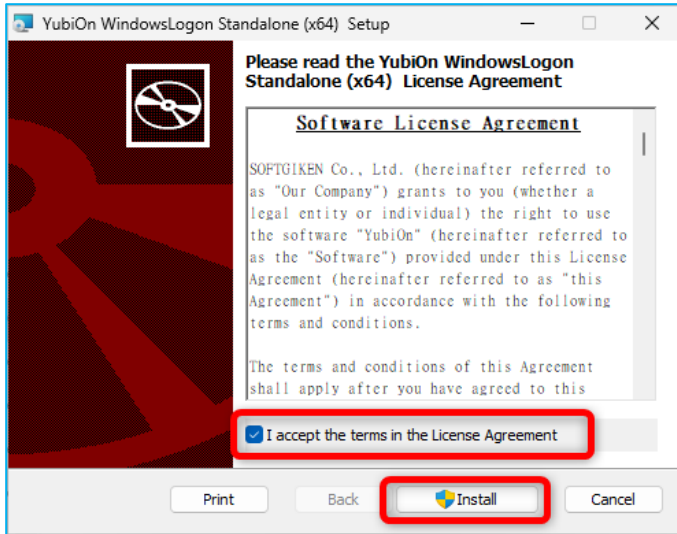 YubiOn WindowsLogon Standalone (x64) Setup
Please read the YubiOn WindowsLogon
Standalone (x64) License Agreement
Software License Agreement
SOFTGIKEN Co., Ltd. (hereinafter referred to
as "Our Company") grants to you (whether a
legal entity or individual) the right to use
the software "YubiOn" (hereinafter referred to
as the "Software") provided under this License
Agreement (hereinafter referred to as "this
Agreement") in accordance with the following
terms and conditions.
The terms and conditions of this Agreement
shall apply after you have agreed to this
I accept the terms in the License Agreement
Print Back Install Cancel